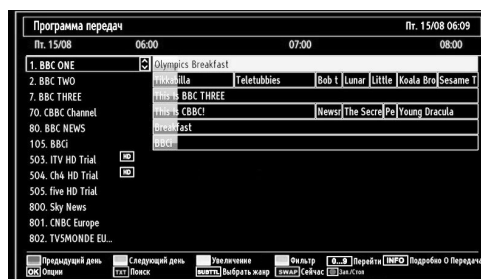 Программа передач Пт. 15/08 06:09
Пт. 15/08 06:00 07:00 08:00
1. BBC ONE Olympics Breakfast
2. BBC TWO Tikkabilla Teletubbies Bob t Lunar Little Koala Bro Sesame T
7. BBC THREE This is BBC THREE
70. CBBC Channel This is CBBC! Newsr The Secre Pe Young Dracula
80. BBC NEWS Breakfast
105. BBCi BBCi
503. ITV HD Trial HD
504. Ch4 HD Trial HD
505. five HD Trial
800. Sky News
801. CNBC Europe
802. TV5MONDE EU...
Предыдущий день Следующий день Увеличение Фильтр 0...9 Перейти INFO Подробно О Передача
OK Опции TXT Поиск SUBTTL Выбрать жанр SWAP Сейчас Зап./Стоп